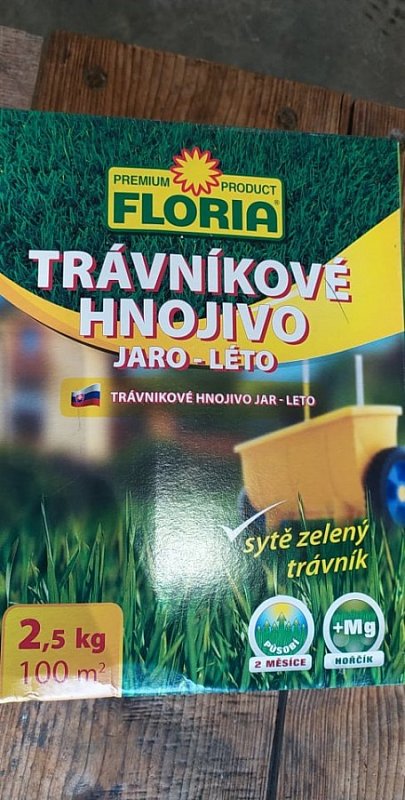 PREMIUM PRODUCT
FLORIA®
TRÁVNÍKOVÉ
HNOJIVO
JARO - LÉTO
TRÁVNIKOVÉ HNOJIVO JAR - LETO
sytě zelený
trávník
2,5 kg
100 m²
PŮSOBÍ
2 MĚSÍCE
+Mg
HOŘČÍK